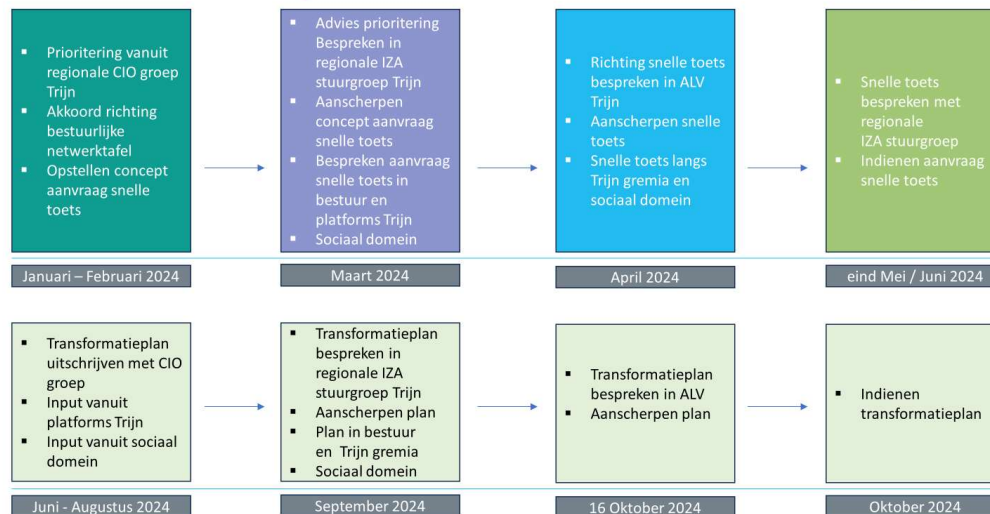 ▪ Prioritering vanuit
regionale CIO groep
Trijn
▪ Akkoord richting
bestuurlijke
netwerktafel
▪ Opstellen concept
aanvraag snelle
toets
Januari – Februari 2024
▪ Advies prioritering
Bespreken in
regionale IZA
stuurgroep Trijn
▪ Aanscherpen
concept aanvraag
snelle toets
▪ Bespreken aanvraag
snelle toets in
bestuur en
platforms Trijn
▪ Sociaal domein
Maart 2024
▪ Richting snelle toets
bespreken in ALV
Trijn
▪ Aanscherpen snelle
toets
▪ Snelle toets langs
Trijn gremia en
sociaal domein
April 2024
▪ Snelle toets
bespreken met
regionale
IZA stuurgroep
▪ Indienen aanvraag
snelle toets
eind Mei / Juni 2024
▪ Transformatieplan
uitschrijven met CIO
groep
▪ Input vanuit
platforms Trijn
▪ Input vanuit sociaal
domein
Juni - Augustus 2024
▪ Transformatieplan
bespreken in
regionale IZA
stuurgroep Trijn
▪ Aanscherpen plan
▪ Plan in bestuur
en Trijn gremia
▪ Sociaal domein
September 2024
▪ Transformatieplan
bespreken in ALV
▪ Aanscherpen plan
16 Oktober 2024
▪ Indienen
transformatieplan
Oktober 2024